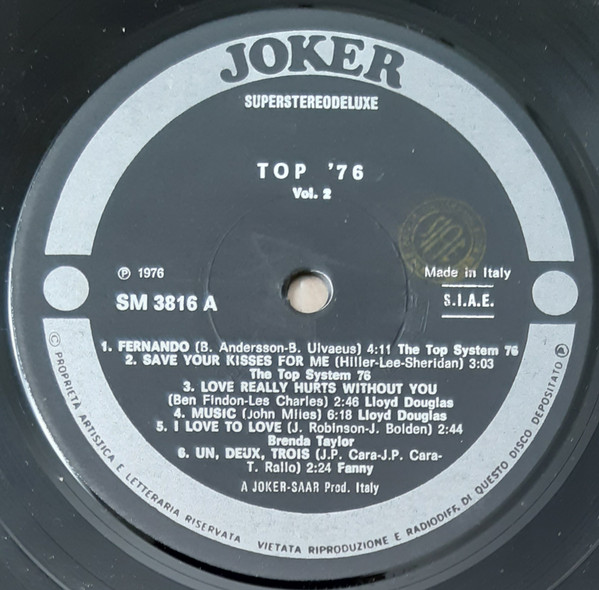 JOKER
SUPERSTEREODELUXE
TOP '76
Vol. 2
℗ 1976
Made in Italy
SM 3816 A
S.I.A.E.
1. FERNANDO (B. Andersson-B. Ulvaeus) 4:11 The Top System 76
2. SAVE YOUR KISSES FOR ME (Hiller-Lee-Sheridan) 3:03
The Top System 76
3. LOVE REALLY HURTS WITHOUT YOU
(Ben Findon-Les Charles) 2:46 Lloyd Douglas
4. MUSIC (John Miles) 6:18 Lloyd Douglas
5. I LOVE TO LOVE (J. Robinson-J. Bolden) 2:44
Brenda Taylor
6. UN, DEUX, TROIS (J.P. Cara-J.P. Cara-
T. Rallo) 2:24 Fanny
A JOKER-SAAR Prod. Italy
© PROPRIETÀ ARTISTICA E LETTERARIA RISERVATA VIETATA RIPRODUZIONE E RADIODIFF. DI QUESTO DISCO DEPOSITATO